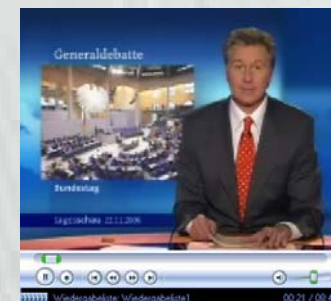 Generaldebatte
Bundestag
tagesschau 22.11.2006
Wiedergabeliste: Wiedergabeliste1
00:21